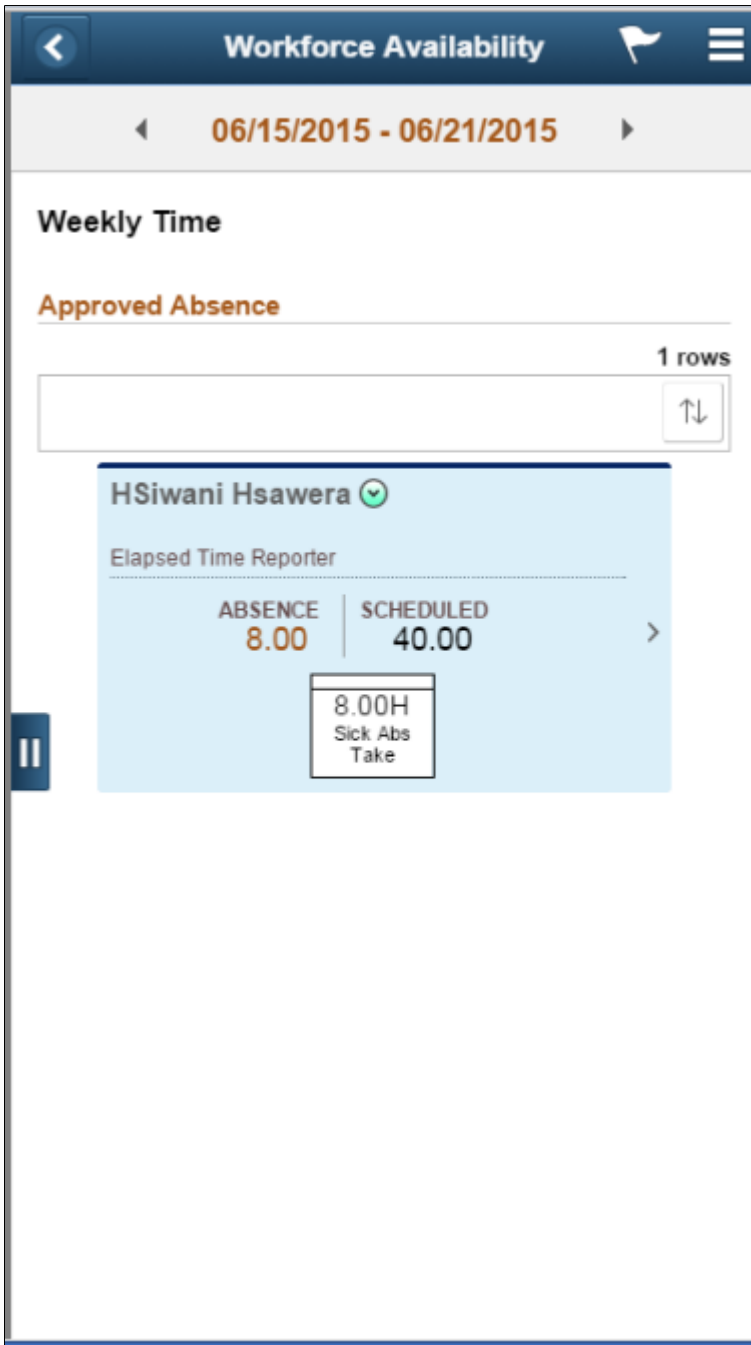 Workforce Availability
06/15/2015 - 06/21/2015
Weekly Time
Approved Absence
1 rows
HSiwani Hsawera
Elapsed Time Reporter
ABSENCE SCHEDULED
8.00 40.00
8.00H
Sick Abs
Take